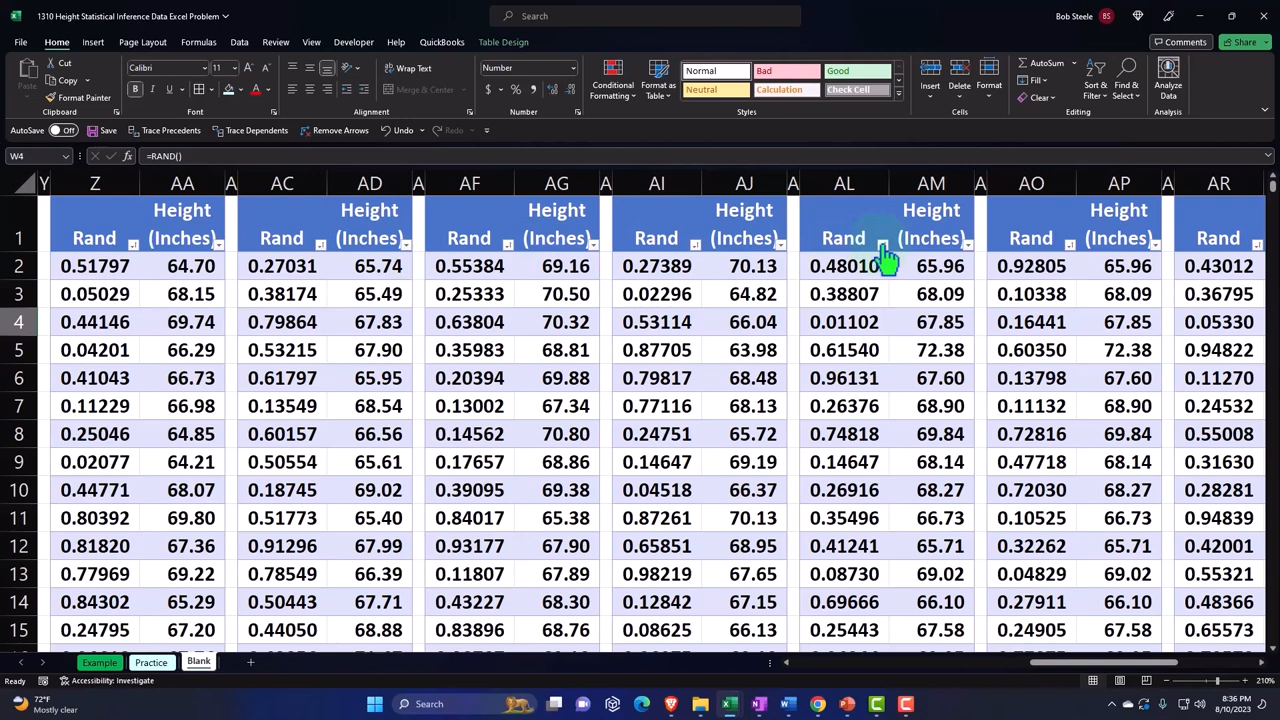 1310 Height Statistical Inference Data Excel Problem
Search
Bob Steele BS
File Home Insert Page Layout Formulas Data Review View Developer Help QuickBooks Table Design Comments Share
Paste Cut Copy Format Painter Clipboard
Calibri 11 Font
Wrap Text Merge & Center Alignment
Number Number
Conditional Formatting Format as Table Normal Bad Good Neutral Calculation Check Cell Styles
Insert Delete Format Cells
AutoSum Fill Clear Sort & Filter Find & Select Editing
Analyze Data Analysis
AutoSave Off Save Trace Precedents Trace Dependents Remove Arrows Undo Redo
W4 fx =RAND()
Y Z AA A AC AD A AF AG A AI AJ A AL AM A AO AP A AR
Height Height Height Height Height Height
1 Rand (Inches) Rand (Inches) Rand (Inches) Rand (Inches) Rand (Inches) Rand (Inches) Rand
2 0.51797 64.70 0.27031 65.74 0.55384 69.16 0.27389 70.13 0.48010 65.96 0.92805 65.96 0.43012
3 0.05029 68.15 0.38174 65.49 0.25333 70.50 0.02296 64.82 0.38807 68.09 0.10338 68.09 0.36795
4 0.44146 69.74 0.79864 67.83 0.63804 70.32 0.53114 66.04 0.01102 67.85 0.16441 67.85 0.05330
5 0.04201 66.29 0.53215 67.90 0.35983 68.81 0.87705 63.98 0.61540 72.38 0.60350 72.38 0.94822
6 0.41043 66.73 0.61797 65.95 0.20394 69.88 0.79817 68.48 0.96131 67.60 0.13798 67.60 0.11270
7 0.11229 66.98 0.13549 68.54 0.13002 67.34 0.77116 68.13 0.26376 68.90 0.11132 68.90 0.24532
8 0.25046 64.85 0.60157 66.56 0.14562 70.80 0.24751 65.72 0.74818 69.84 0.72816 69.84 0.55008
9 0.02077 64.21 0.50554 65.61 0.17657 68.86 0.14647 69.19 0.14647 68.14 0.47718 68.14 0.31630
10 0.44771 68.07 0.18745 69.02 0.39095 69.38 0.04518 66.37 0.26916 68.27 0.72030 68.27 0.28281
11 0.80392 69.80 0.51773 65.40 0.84017 65.38 0.87261 70.13 0.35496 66.73 0.10525 66.73 0.94839
12 0.81820 67.36 0.91296 67.99 0.93177 67.90 0.65851 68.95 0.41241 65.71 0.32262 65.71 0.42001
13 0.77969 69.22 0.78549 66.39 0.11807 67.89 0.98219 67.65 0.08730 69.02 0.04829 69.02 0.55321
14 0.84302 65.29 0.50443 67.71 0.43227 68.30 0.12842 67.15 0.69666 66.10 0.27911 66.10 0.48366
15 0.24795 67.20 0.44050 68.88 0.83896 68.76 0.08625 66.13 0.25443 67.58 0.24905 67.58 0.65573
Example Practice Blank
Ready Accessibility: Investigate 210%
72°F Mostly clear Search 8:36 PM 8/10/2023